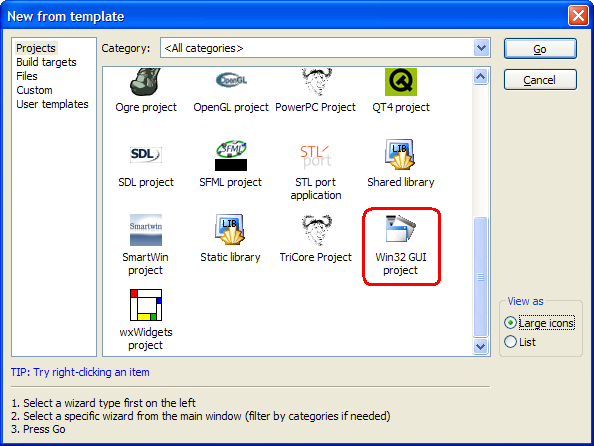 New from template
Projects
Build targets
Files
Custom
User templates
Category: <All categories>
Go
Cancel
OpenGL
Ogre project OpenGL project PowerPC Project QT4 project
SDL SFML STL port LIB
SDL project SFML project STL port application Shared library
Smartwin LIB
SmartWin project Static library TriCore Project Win32 GUI project
wxWidgets project
View as
Large icons
List
TIP: Try right-clicking an item
1. Select a wizard type first on the left
2. Select a specific wizard from the main window (filter by categories if needed)
3. Press Go